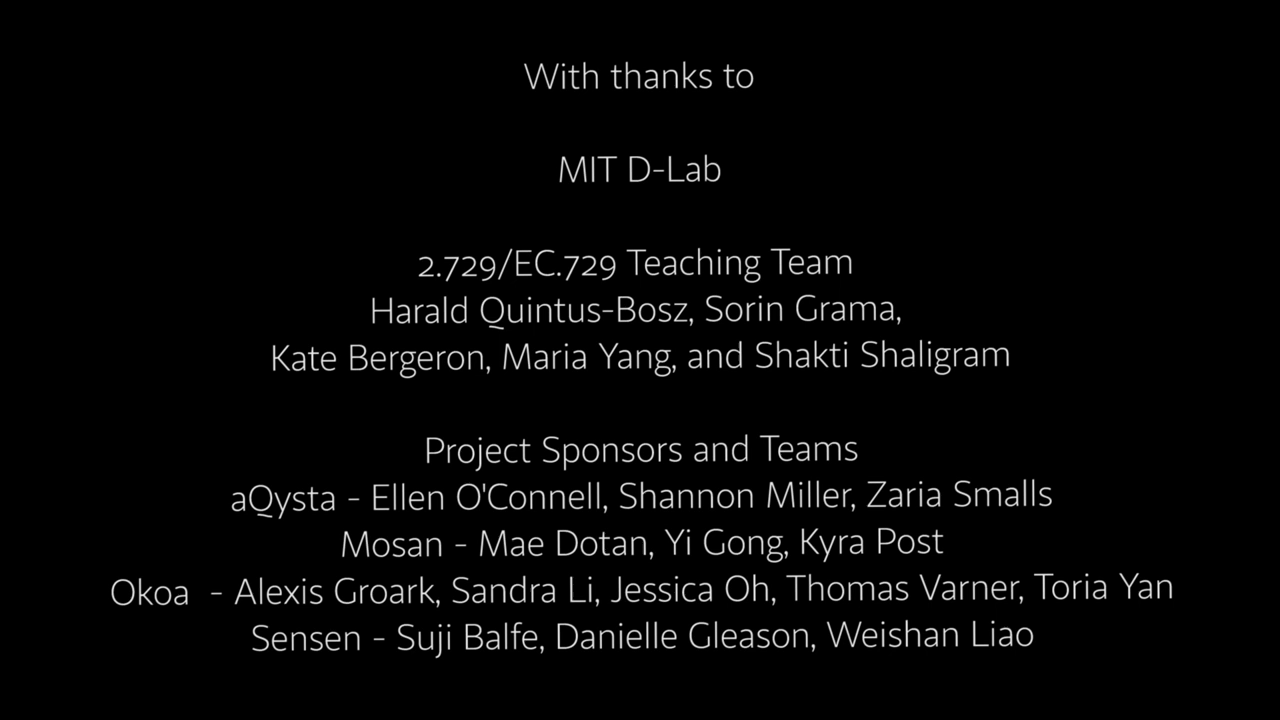 With thanks to
MIT D-Lab
2.729/EC.729 Teaching Team
Harald Quintus-Bosz, Sorin Grama,
Kate Bergeron, Maria Yang, and Shakti Shaligram
Project Sponsors and Teams
aQysta - Ellen O'Connell, Shannon Miller, Zaria Smalls
Mosan - Mae Dotan, Yi Gong, Kyra Post
Okoa - Alexis Groark, Sandra Li, Jessica Oh, Thomas Varner, Toria Yan
Sensen - Suji Balfe, Danielle Gleason, Weishan Liao